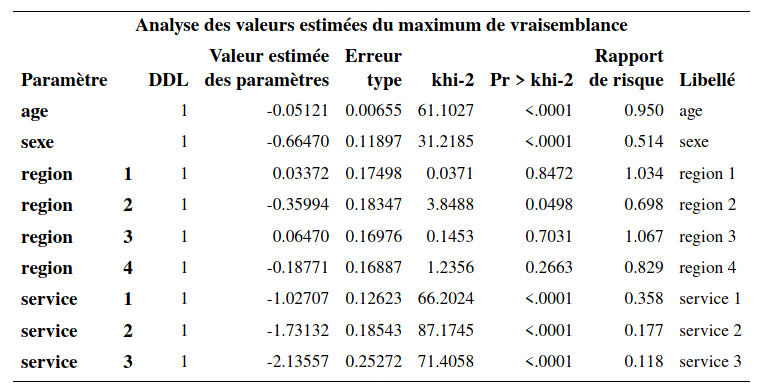 Analyse des valeurs estimées du maximum de vraisemblance
Paramètre DDL Valeur estimée des paramètres Erreur type khi-2 Pr > khi-2 Rapport de risque Libellé
age 1 -0.05121 0.00655 61.1027 <.0001 0.950 age
sexe 1 -0.66470 0.11897 31.2185 <.0001 0.514 sexe
region 1 1 0.03372 0.17498 0.0371 0.8472 1.034 region 1
region 2 1 -0.35994 0.18347 3.8488 0.0498 0.698 region 2
region 3 1 0.06470 0.16976 0.1453 0.7031 1.067 region 3
region 4 1 -0.18771 0.16887 1.2356 0.2663 0.829 region 4
service 1 1 -1.02707 0.12623 66.2024 <.0001 0.358 service 1
service 2 1 -1.73132 0.18543 87.1745 <.0001 0.177 service 2
service 3 1 -2.13557 0.25272 71.4058 <.0001 0.118 service 3